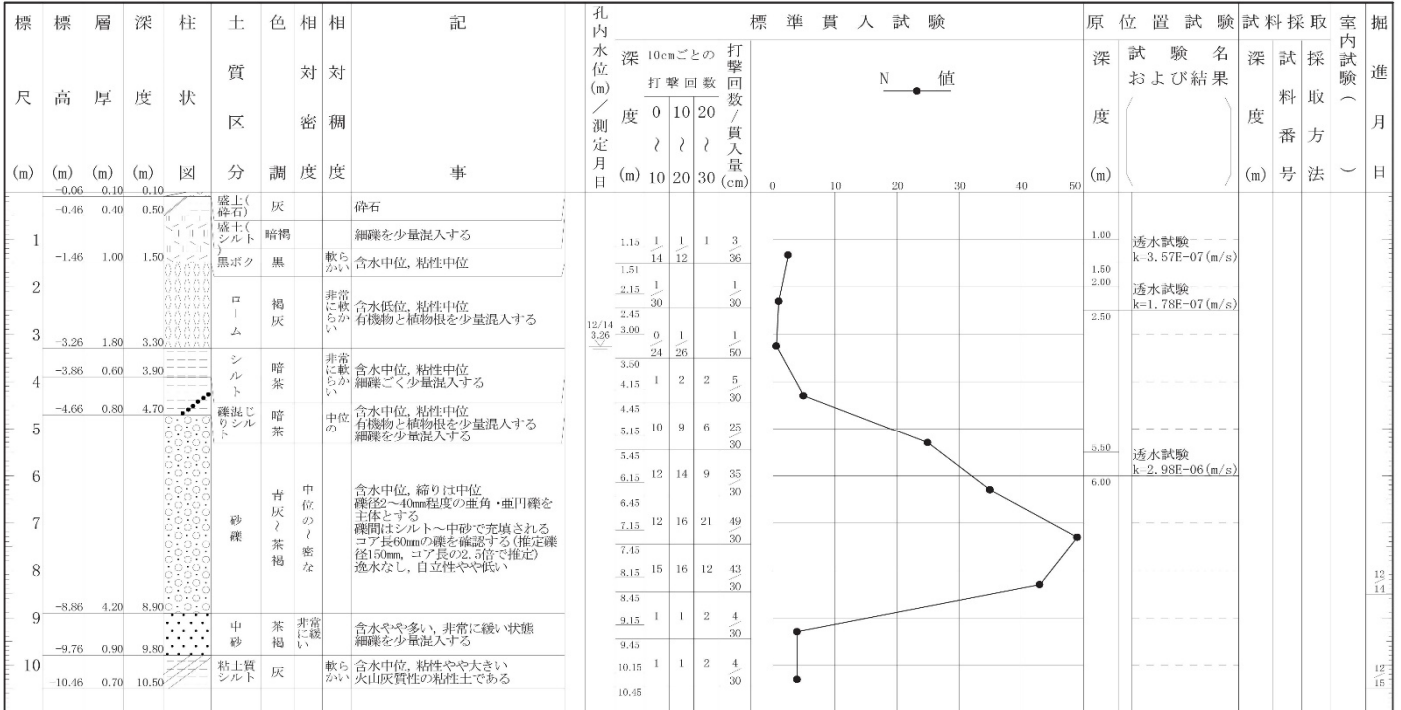 標尺(m) 標高(m) 層厚(m) 深度(m) 柱状図 土質区分 色調 相対密度 相対稠度 記事 孔内水位(m)/測定月日 標準貫入試験 原位置試験 試料採取 室内試験( ) 掘進月日
深度(m) 10cmごとの打撃回数 打撃回数/貫入量(cm) N 値 深度(m) 試験名および結果 深度(m) 試料番号 採取方法
0~10 10~20 20~30
0 10 20 30 40 50
-0.06 0.10 0.10
-0.46 0.40 0.50 盛土(砕石) 灰 砕石
盛土(シルト) 暗褐 細礫を少量混入する
-1.46 1.00 1.50 黒ボク 黒 軟らかい 含水中位, 粘性中位
ローム 褐灰 非常に軟らかい 含水低位, 粘性中位
有機物と植物根を少量混入する
-3.26 1.80 3.30
-3.86 0.60 3.90 シルト 暗茶 非常に軟らかい 含水中位, 粘性中位
細礫ごく少量混入する
-4.66 0.80 4.70 礫混じりシルト 暗茶 中位の 含水中位, 粘性中位
有機物と植物根を少量混入する
細礫を少量混入する
砂礫 青灰~茶褐 中位の~密な 含水中位, 締りは中位
礫径2~40mm程度の亜角・亜円礫を
主体とする
礫間はシルト~中砂で充填される
コア長60mmの礫を確認する(推定礫
径150mm, コア長の2.5倍で推定)
逸水なし, 自立性やや低い
-8.86 4.20 8.90
中砂 茶褐 非常に緩い 含水やや多い, 非常に緩い状態
細礫を少量混入する
-9.76 0.90 9.80
粘土質シルト 灰 軟らかい 含水中位, 粘性やや大きい
火山灰質性の粘性土である
-10.46 0.70 10.50
1
2
3
4
5
6
7
8
9
10
12/14
3.26
1.15 1/14 1/12 1 3/36
1.51
2.15 1/30 1/30
2.45
3.00 0/24 1/26 1/50
3.50
4.15 1 2 2 5/30
4.45
5.15 10 9 6 25/30
5.45
6.15 12 14 9 35/30
6.45
7.15 12 16 21 49/30
7.45
8.15 15 16 12 43/30
8.45
9.15 1 1 2 4/30
9.45
10.15 1 1 2 4/30
10.45
1.00 透水試験
1.50 k=3.57E-07(m/s)
2.00 透水試験
2.50 k=1.78E-07(m/s)
5.50 透水試験
6.00 k=2.98E-06(m/s)
12/14
12/15